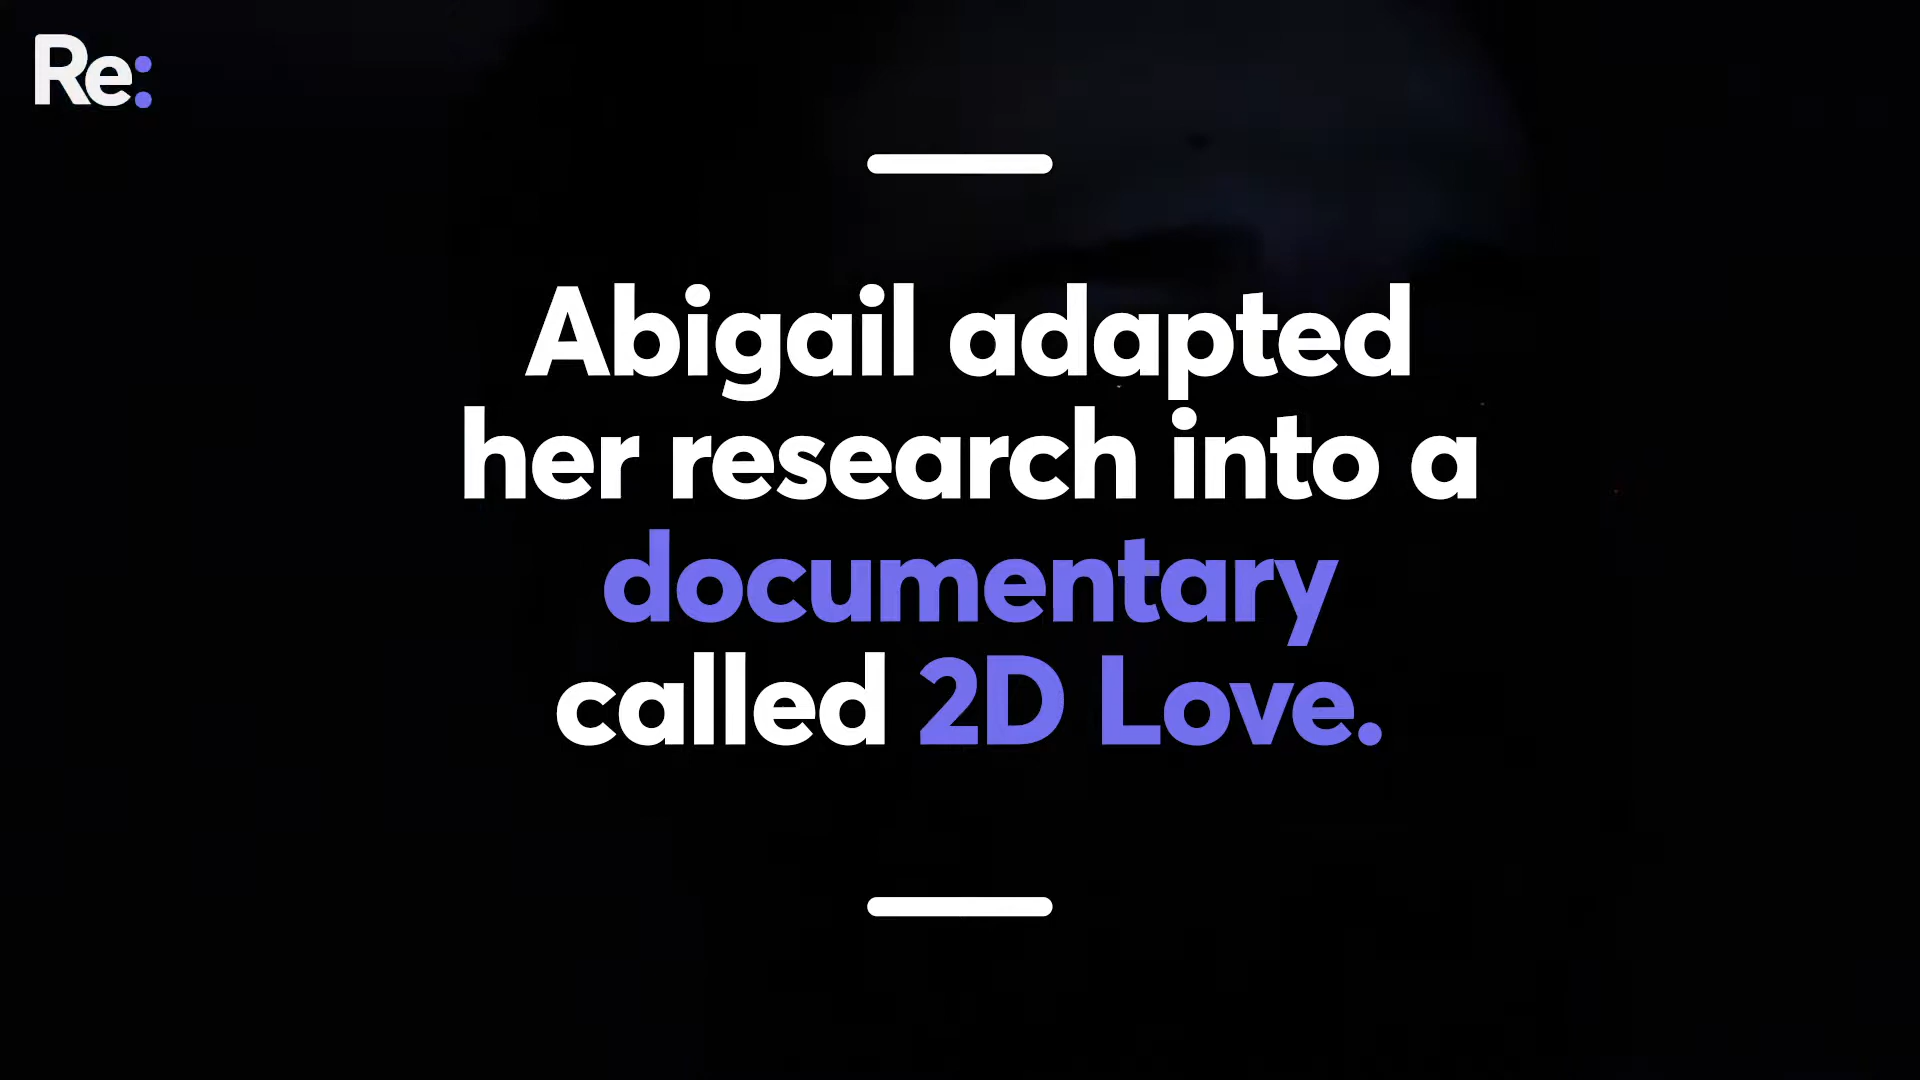 Re:
Abigail adapted
her research into a
documentary
called 2D Love.